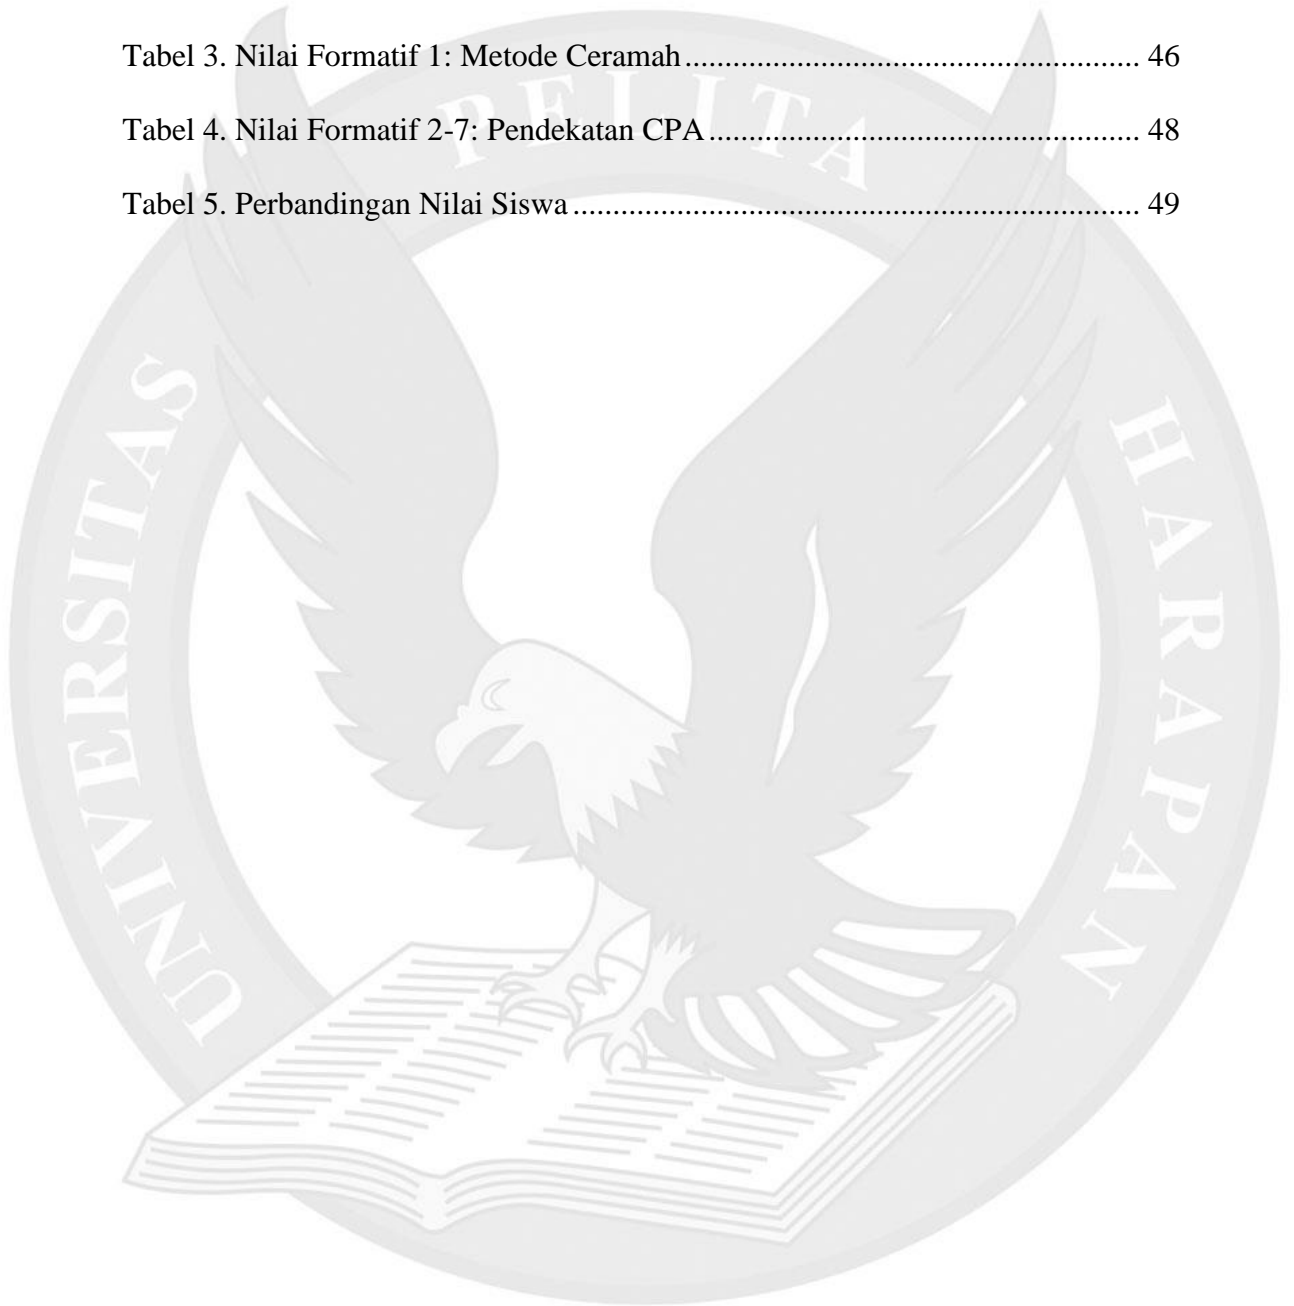 Tabel 3. Nilai Formatif 1: Metode Ceramah ........................................................ 46
Tabel 4. Nilai Formatif 2-7: Pendekatan CPA ..................................................... 48
Tabel 5. Perbandingan Nilai Siswa ...................................................................... 49
UNIVERSITAS PELITA HARAPAN